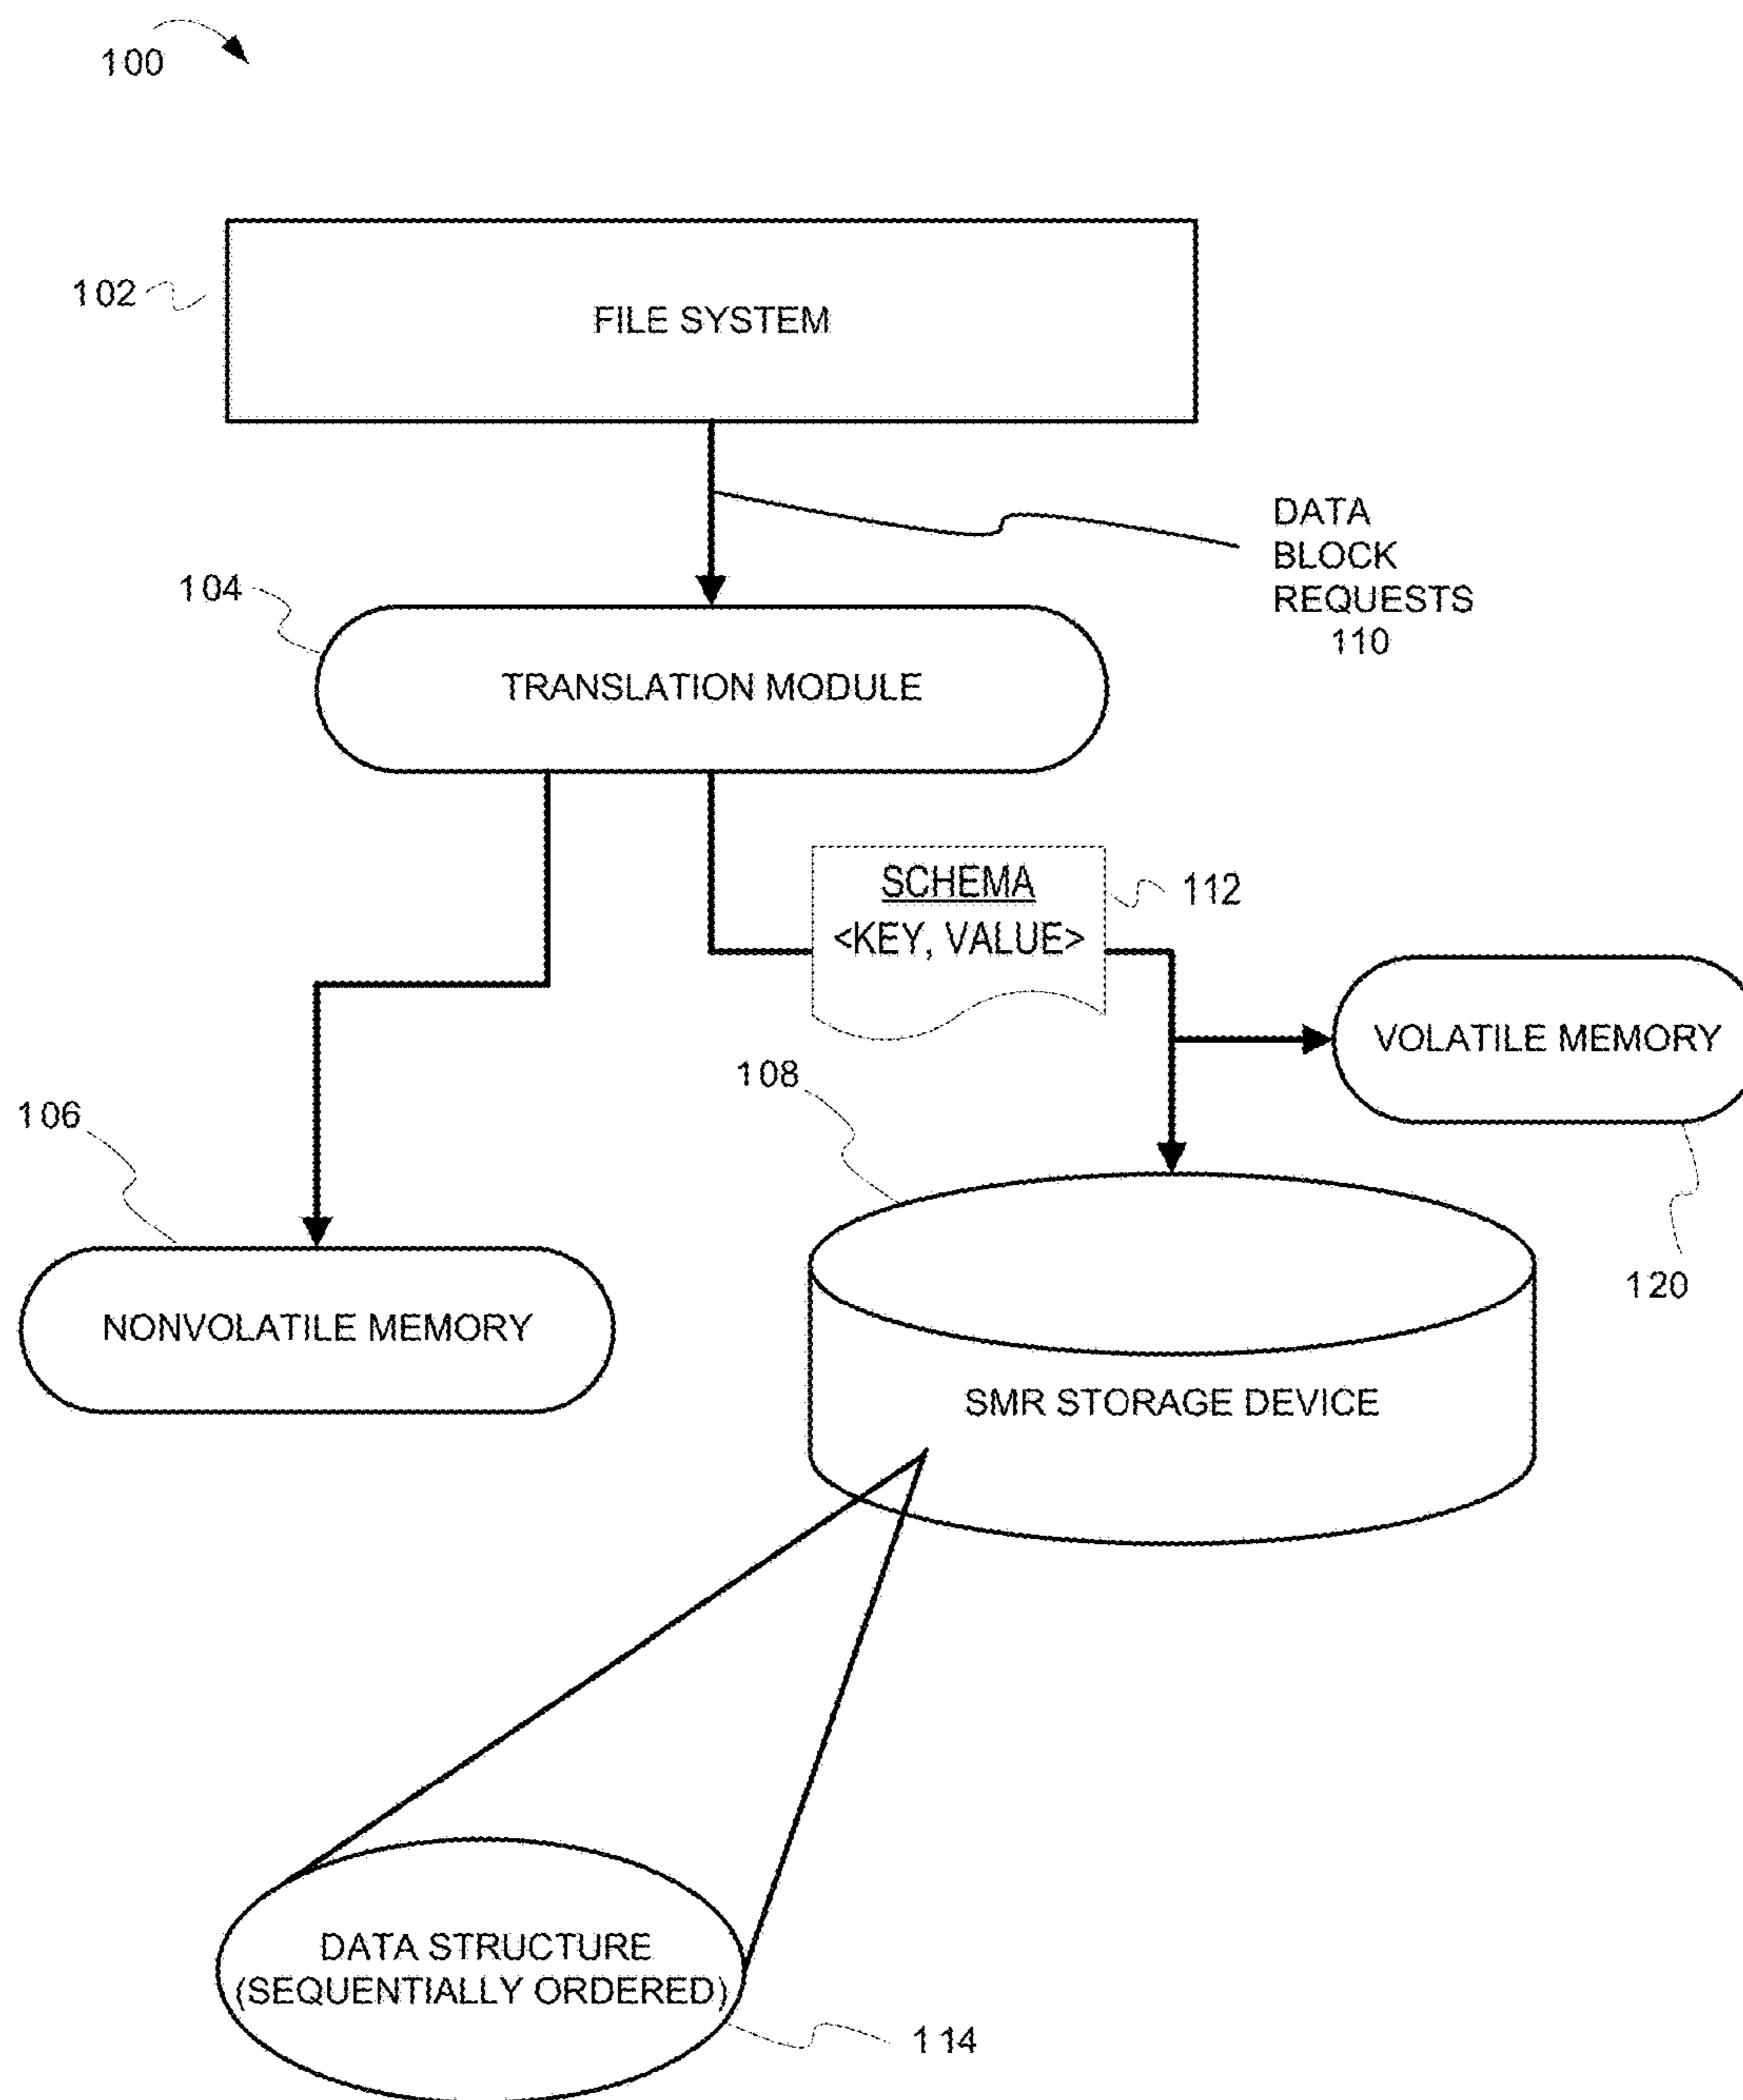 100
102
FILE SYSTEM
DATA
BLOCK
REQUESTS
110
104
TRANSLATION MODULE
SCHEMA
<KEY, VALUE>
112
VOLATILE MEMORY
108
106
120
NONVOLATILE MEMORY
SMR STORAGE DEVICE
DATA STRUCTURE
(SEQUENTIALLY ORDERED)
114